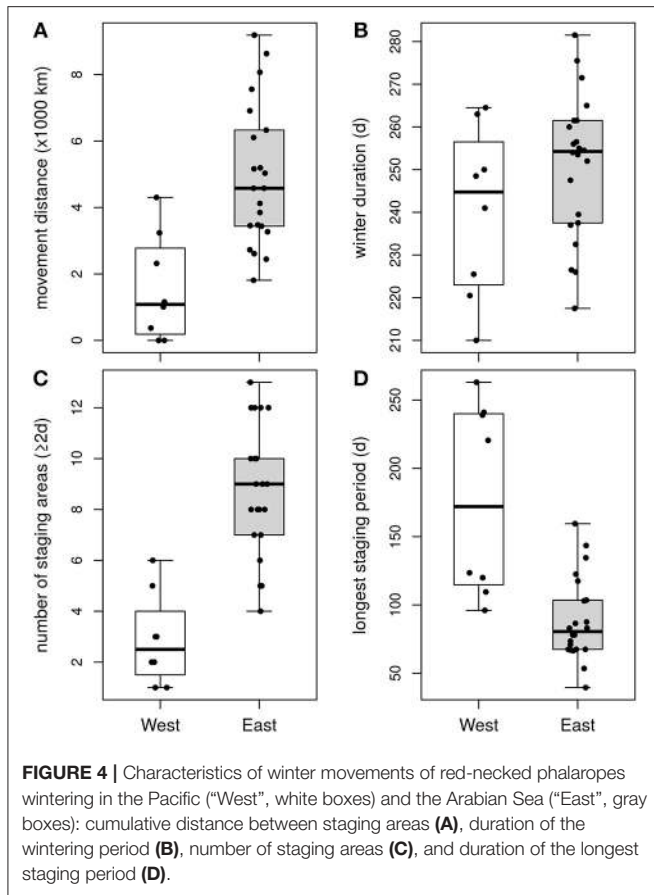 A
movement distance (x1000 km)
8
6
4
2
0
B
winter duration (d)
280
270
260
250
240
230
220
210
C
number of staging areas (≥2d)
12
10
8
6
4
2
West East
D
longest staging period (d)
250
200
150
100
50
West East
FIGURE 4 | Characteristics of winter movements of red-necked phalaropes
wintering in the Pacific (“West”, white boxes) and the Arabian Sea (“East”, gray
boxes): cumulative distance between staging areas (A), duration of the
wintering period (B), number of staging areas (C), and duration of the longest
staging period (D).